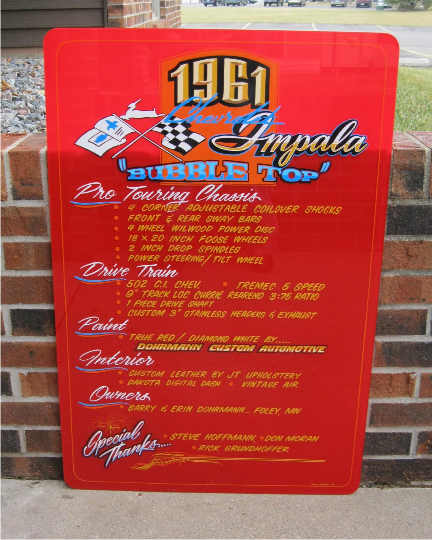 1961
Chevrolet
Impala
"BUBBLE TOP"
Pro Touring Chassis
• 4 CORNER ADJUSTABLE COILOVER SHOCKS
• FRONT & REAR SWAY BARS
• 4 WHEEL WILWOOD POWER DISC
• 18 X 20 INCH FOOSE WHEELS
• 2 INCH DROP SPINDLES
• POWER STEERING/TILT WHEEL
Drive Train
• 502 C.I. CHEV. • TREMEC 5 SPEED
• 9" TRACK LOC CURRIE REAREND 3:75 RATIO
• 1 PIECE DRIVE SHAFT
• CUSTOM 3" STAINLESS HEADERS & EXHAUST
Paint
• TRUE RED / DIAMOND WHITE BY.....
DOHRMANN CUSTOM AUTOMOTIVE
Interior
• CUSTOM LEATHER BY JT UPHOLSTERY
• DAKOTA DIGITAL DASH • VINTAGE AIR
Owners
• BARRY & ERIN DOHRMANN... FOLEY, MN
Special
Thanks.....
• STEVE HOFFMANN, • DON MORAN
• RICK GRUNDHOFFER